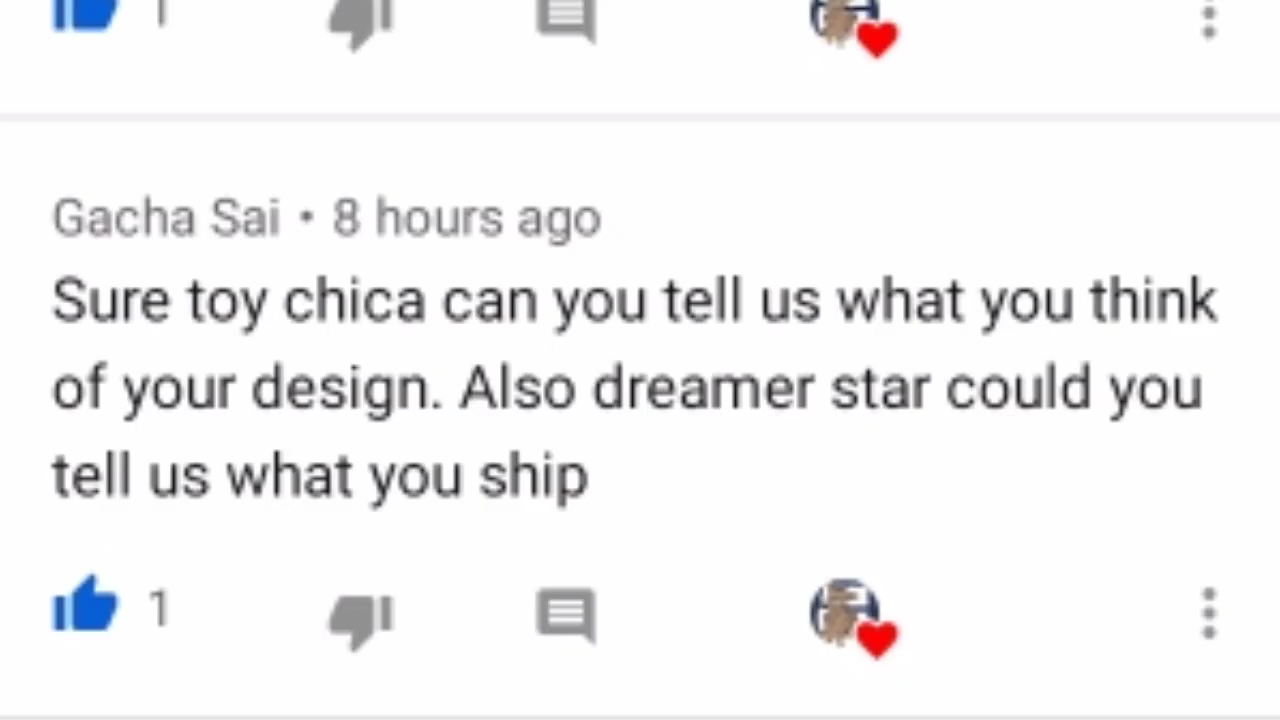 1
Gacha Sai • 8 hours ago
Sure toy chica can you tell us what you think
of your design. Also dreamer star could you
tell us what you ship
1